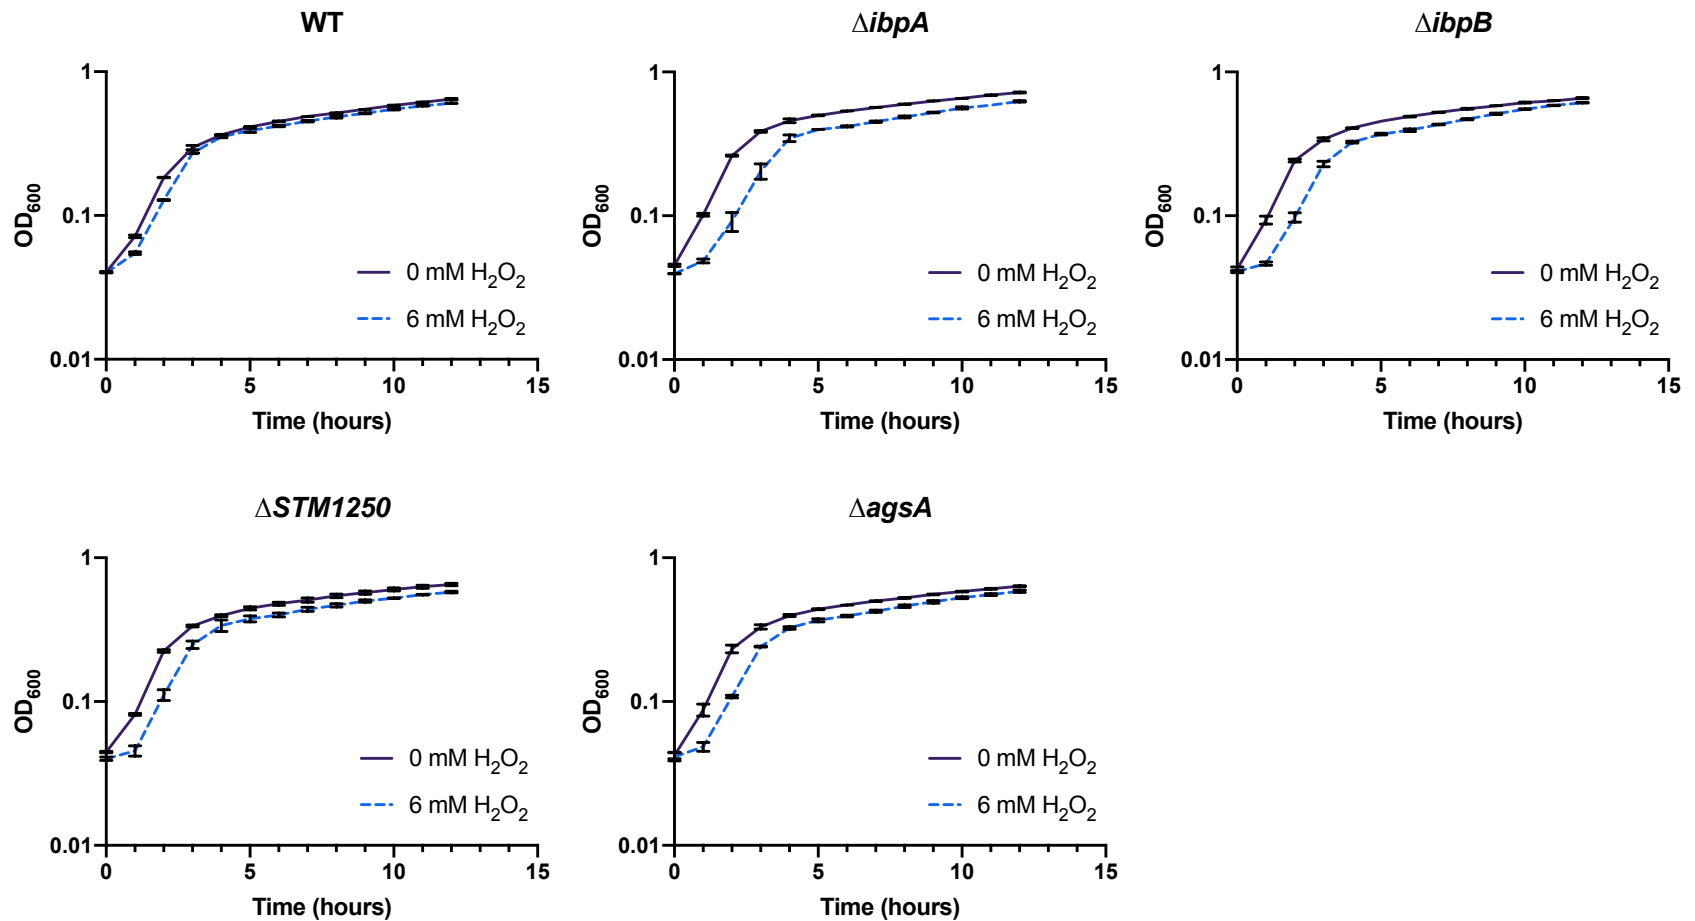 WT
1
0.1
0.01
OD600
0 mM H2O2
6 mM H2O2
0 5 10 15
Time (hours)
ΔibpA
1
0.1
0.01
OD600
0 mM H2O2
6 mM H2O2
0 5 10 15
Time (hours)
ΔibpB
1
0.1
0.01
OD600
0 mM H2O2
6 mM H2O2
0 5 10 15
Time (hours)
ΔSTM1250
1
0.1
0.01
OD600
0 mM H2O2
6 mM H2O2
0 5 10 15
Time (hours)
ΔagsA
1
0.1
0.01
OD600
0 mM H2O2
6 mM H2O2
0 5 10 15
Time (hours)